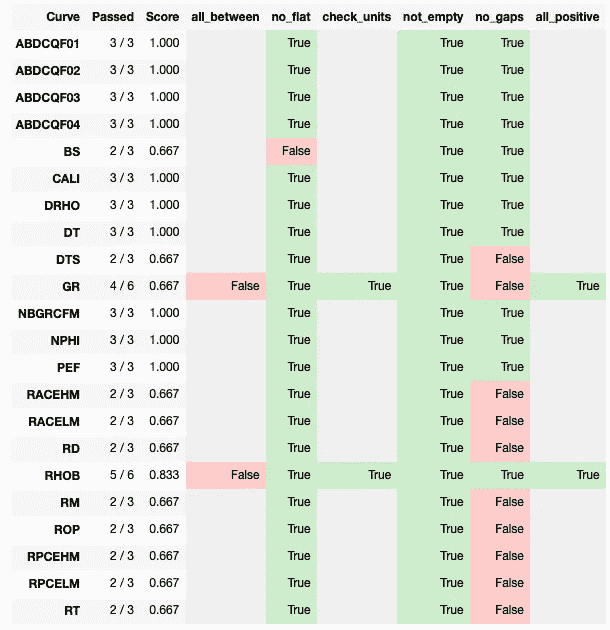 Curve Passed Score all_between no_flat check_units not_empty no_gaps all_positive
ABDCQF01 3 / 3 1.000 True True True
ABDCQF02 3 / 3 1.000 True True True
ABDCQF03 3 / 3 1.000 True True True
ABDCQF04 3 / 3 1.000 True True True
BS 2 / 3 0.667 False True True
CALI 3 / 3 1.000 True True True
DRHO 3 / 3 1.000 True True True
DT 3 / 3 1.000 True True True
DTS 2 / 3 0.667 True True False
GR 4 / 6 0.667 False True True True False True
NBGRCFM 3 / 3 1.000 True True True
NPHI 3 / 3 1.000 True True True
PEF 3 / 3 1.000 True True True
RACEHM 2 / 3 0.667 True True False
RACELM 2 / 3 0.667 True True False
RD 2 / 3 0.667 True True False
RHOB 5 / 6 0.833 False True True True True True
RM 2 / 3 0.667 True True False
ROP 2 / 3 0.667 True True False
RPCEHM 2 / 3 0.667 True True False
RPCELM 2 / 3 0.667 True True False
RT 2 / 3 0.667 True True False